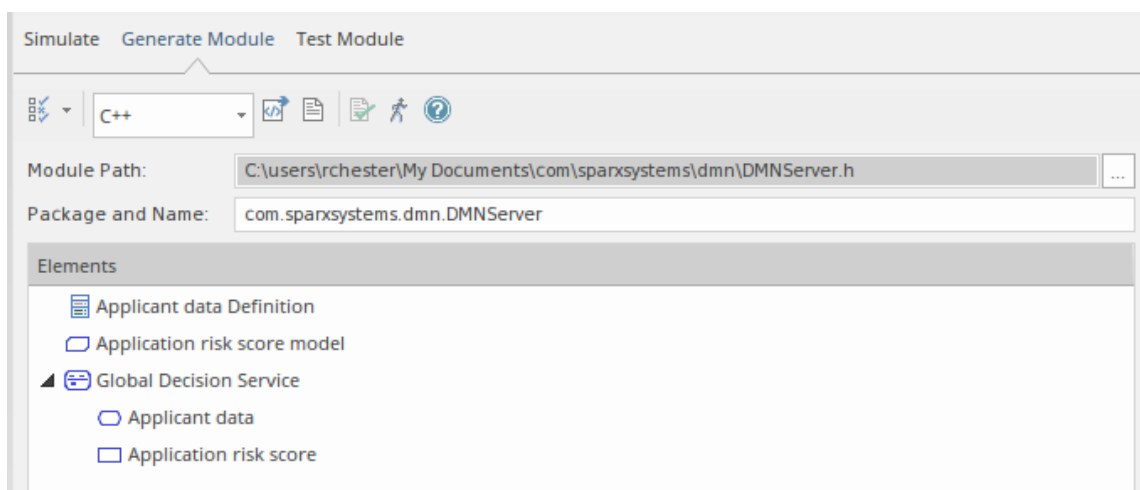 Simulate Generate Module Test Module
C++
Module Path: C:\users\rchester\My Documents\com\sparxsystems\dmn\DMNServer.h ...
Package and Name: com.sparxsystems.dmn.DMNServer
Elements
Applicant data Definition
Application risk score model
Global Decision Service
Applicant data
Application risk score